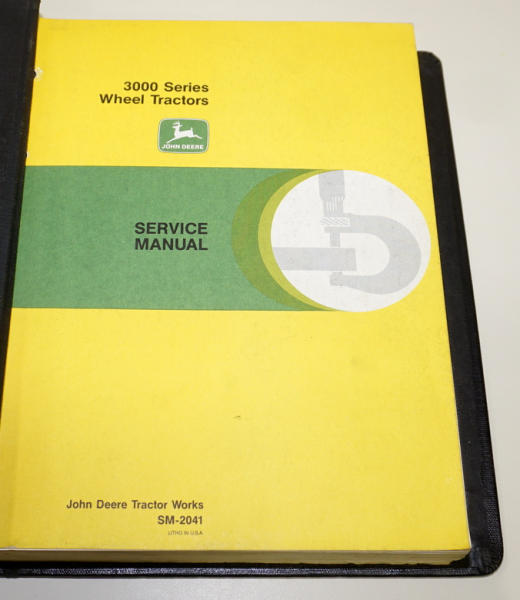 3000 Series
Wheel Tractors
JOHN DEERE
SERVICE
MANUAL
John Deere Tractor Works
SM-2041
LITHO IN U.S.A.